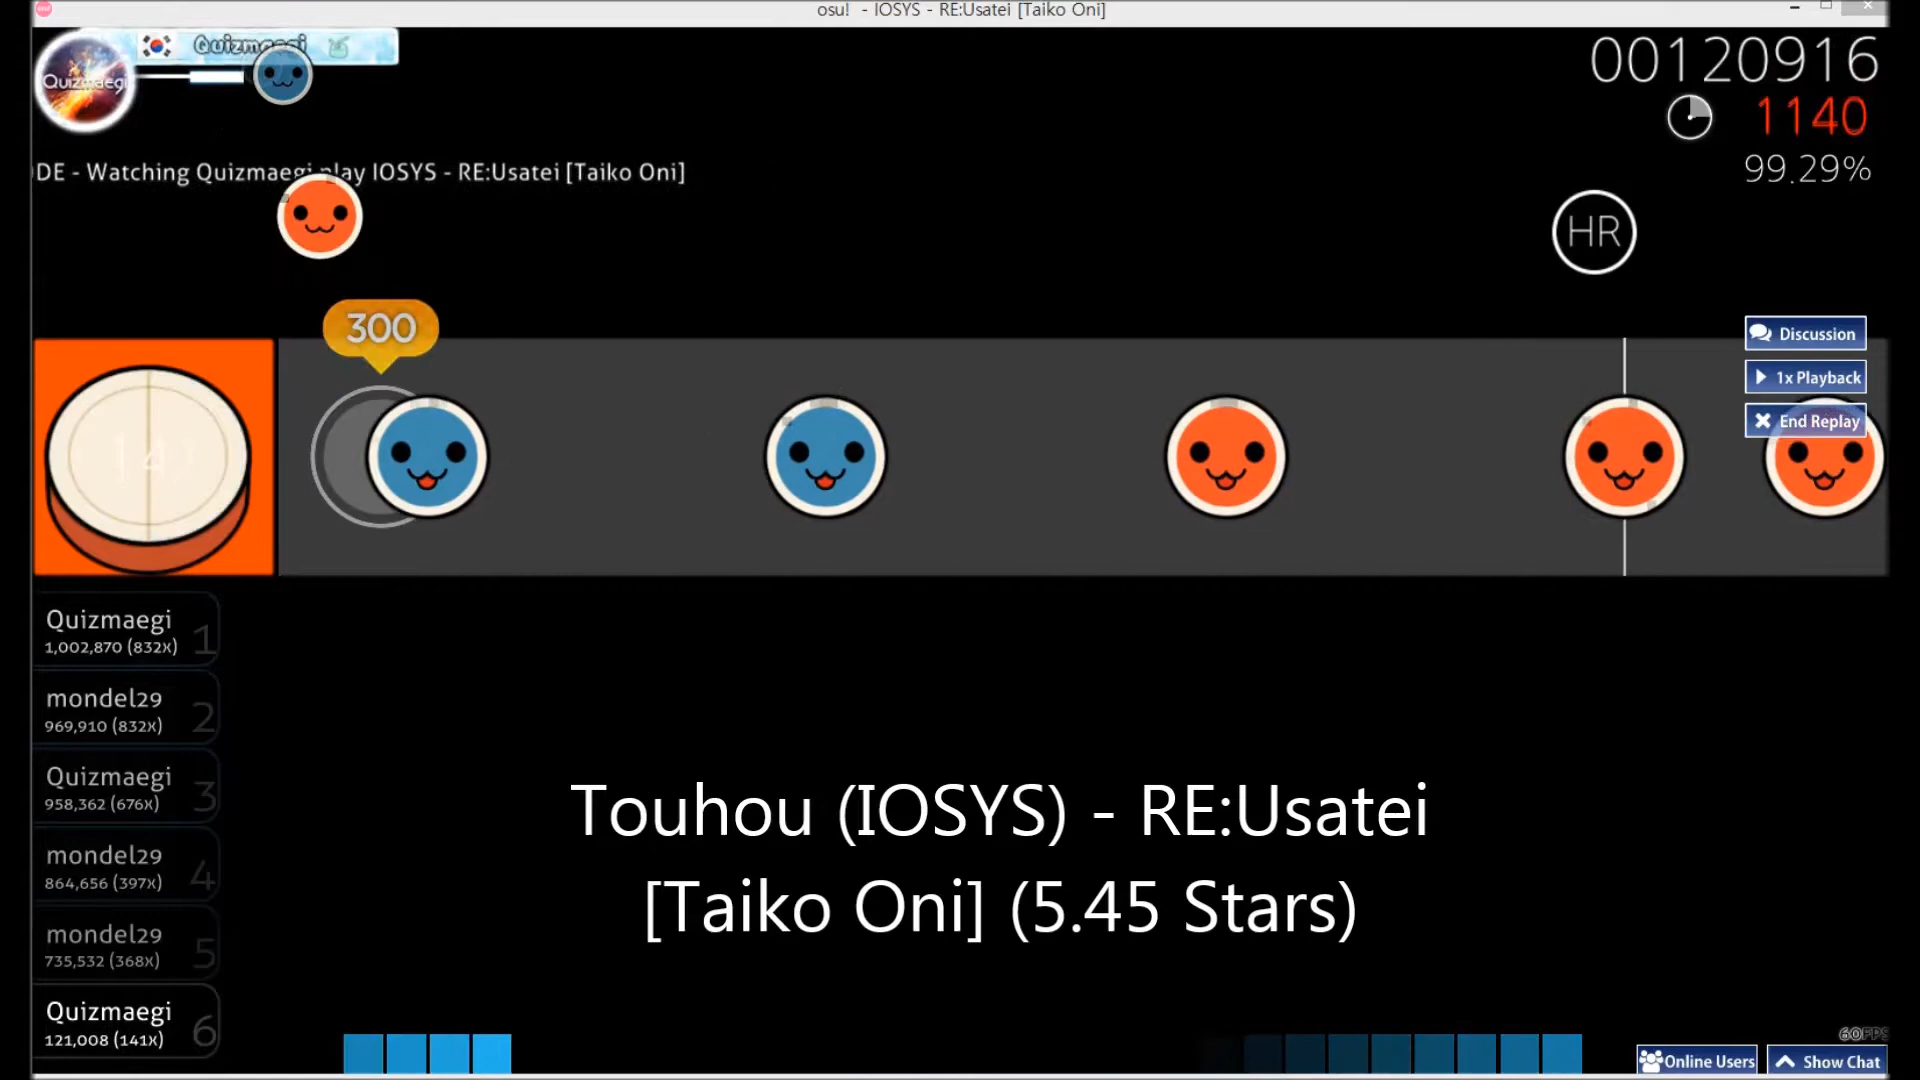 osu!  - IOSYS - RE:Usatei [Taiko Oni]
Quizmaegi
Quizmaegi
00120916
1140
99.29%
DE - Watching Quizmaegi play IOSYS - RE:Usatei [Taiko Oni]
HR
300
Discussion
1x Playback
End Replay
141
Quizmaegi
1,002,870 (832x)
1
mondel29
969,910 (832x)
2
Quizmaegi
958,362 (676x)
3
mondel29
864,656 (397x)
4
mondel29
735,532 (368x)
5
Quizmaegi
121,008 (141x)
6
Touhou (IOSYS) - RE:Usatei
[Taiko Oni] (5.45 Stars)
60FPS
Online Users
Show Chat